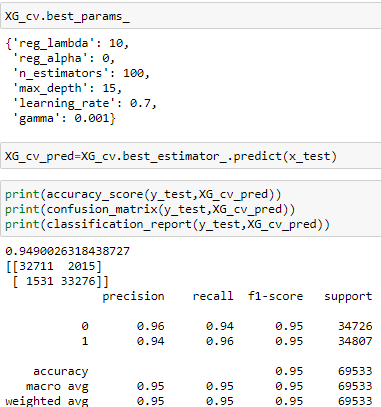 XG_cv.best_params_
{'reg_lambda': 10,
 'reg_alpha': 0,
 'n_estimators': 100,
 'max_depth': 15,
 'learning_rate': 0.7,
 'gamma': 0.001}
XG_cv_pred=XG_cv.best_estimator_.predict(x_test)
print(accuracy_score(y_test,XG_cv_pred))
print(confusion_matrix(y_test,XG_cv_pred))
print(classification_report(y_test,XG_cv_pred))
0.9490026318438727
[[32711  2015]
 [ 1531 33276]]
              precision    recall  f1-score   support
           0       0.96      0.94      0.95     34726
           1       0.94      0.96      0.95     34807
    accuracy                           0.95     69533
   macro avg       0.95      0.95      0.95     69533
weighted avg       0.95      0.95      0.95     69533